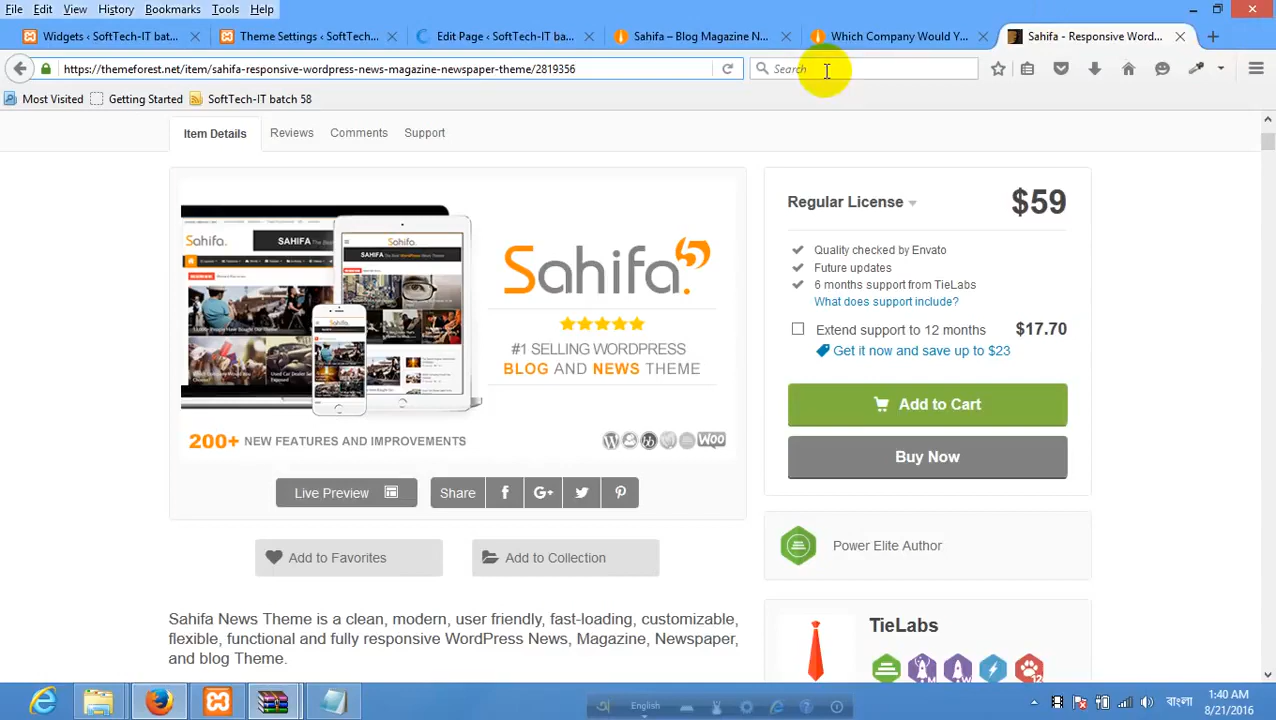 File Edit View History Bookmarks Tools Help
Widgets ‹ SoftTech-IT bat... Theme Settings ‹ SoftTech... Edit Page ‹ SoftTech-IT bat... Sahifa – Blog Magazine N... Which Company Would Y... Sahifa - Responsive Word...
https://themeforest.net/item/sahifa-responsive-wordpress-news-magazine-newspaper-theme/2819356 Search
Most Visited Getting Started SoftTech-IT batch 58
Item Details Reviews Comments Support
Regular License $59
Sahifa.
SAHIFA
Sahifa5
Quality checked by Envato
Future updates
6 months support from TieLabs
What does support include?
Extend support to 12 months $17.70
Get it now and save up to $23
#1 SELLING WORDPRESS
BLOG AND NEWS THEME
Add to Cart
200+ NEW FEATURES AND IMPROVEMENTS
Woo
Buy Now
Live Preview Share
Power Elite Author
Add to Favorites Add to Collection
Sahifa News Theme is a clean, modern, user friendly, fast-loading, customizable,
flexible, functional and fully responsive WordPress News, Magazine, Newspaper,
and blog Theme.
TieLabs
English
বাংলা
1:40 AM
8/21/2016